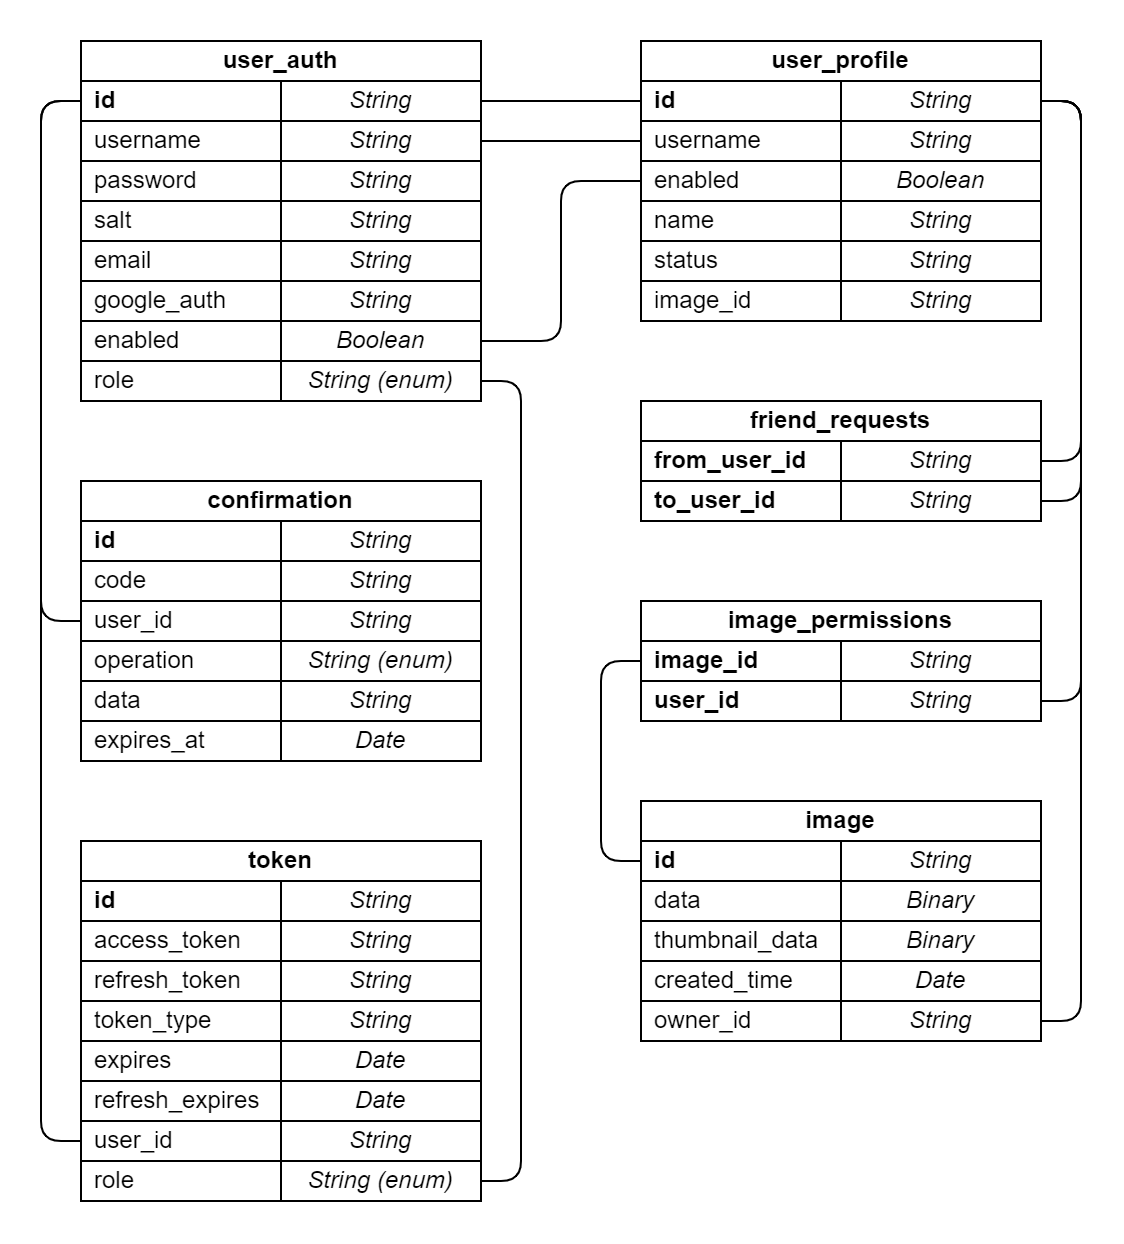 user_auth
id String
username String
password String
salt String
email String
google_auth String
enabled Boolean
role String (enum)
confirmation
id String
code String
user_id String
operation String (enum)
data String
expires_at Date
token
id String
access_token String
refresh_token String
token_type String
expires Date
refresh_expires Date
user_id String
role String (enum)
user_profile
id String
username String
enabled Boolean
name String
status String
image_id String
friend_requests
from_user_id String
to_user_id String
image_permissions
image_id String
user_id String
image
id String
data Binary
thumbnail_data Binary
created_time Date
owner_id String